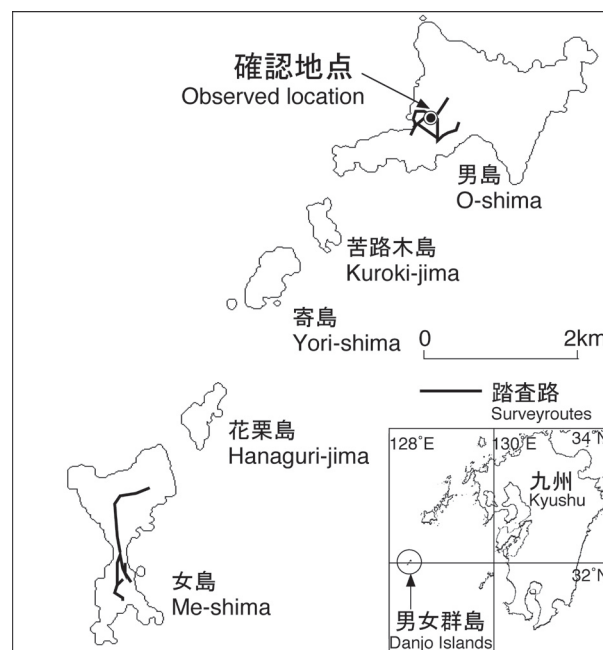 確認地点
Observed location
男島
O-shima
苦路木島
Kuroki-jima
寄島
Yori-shima
0 2km
踏査路
Surveyroutes
花栗島
Hanaguri-jima
女島
Me-shima
128°E 130°E 34°N
九州
Kyushu
32°N
男女群島
Danjo Islands